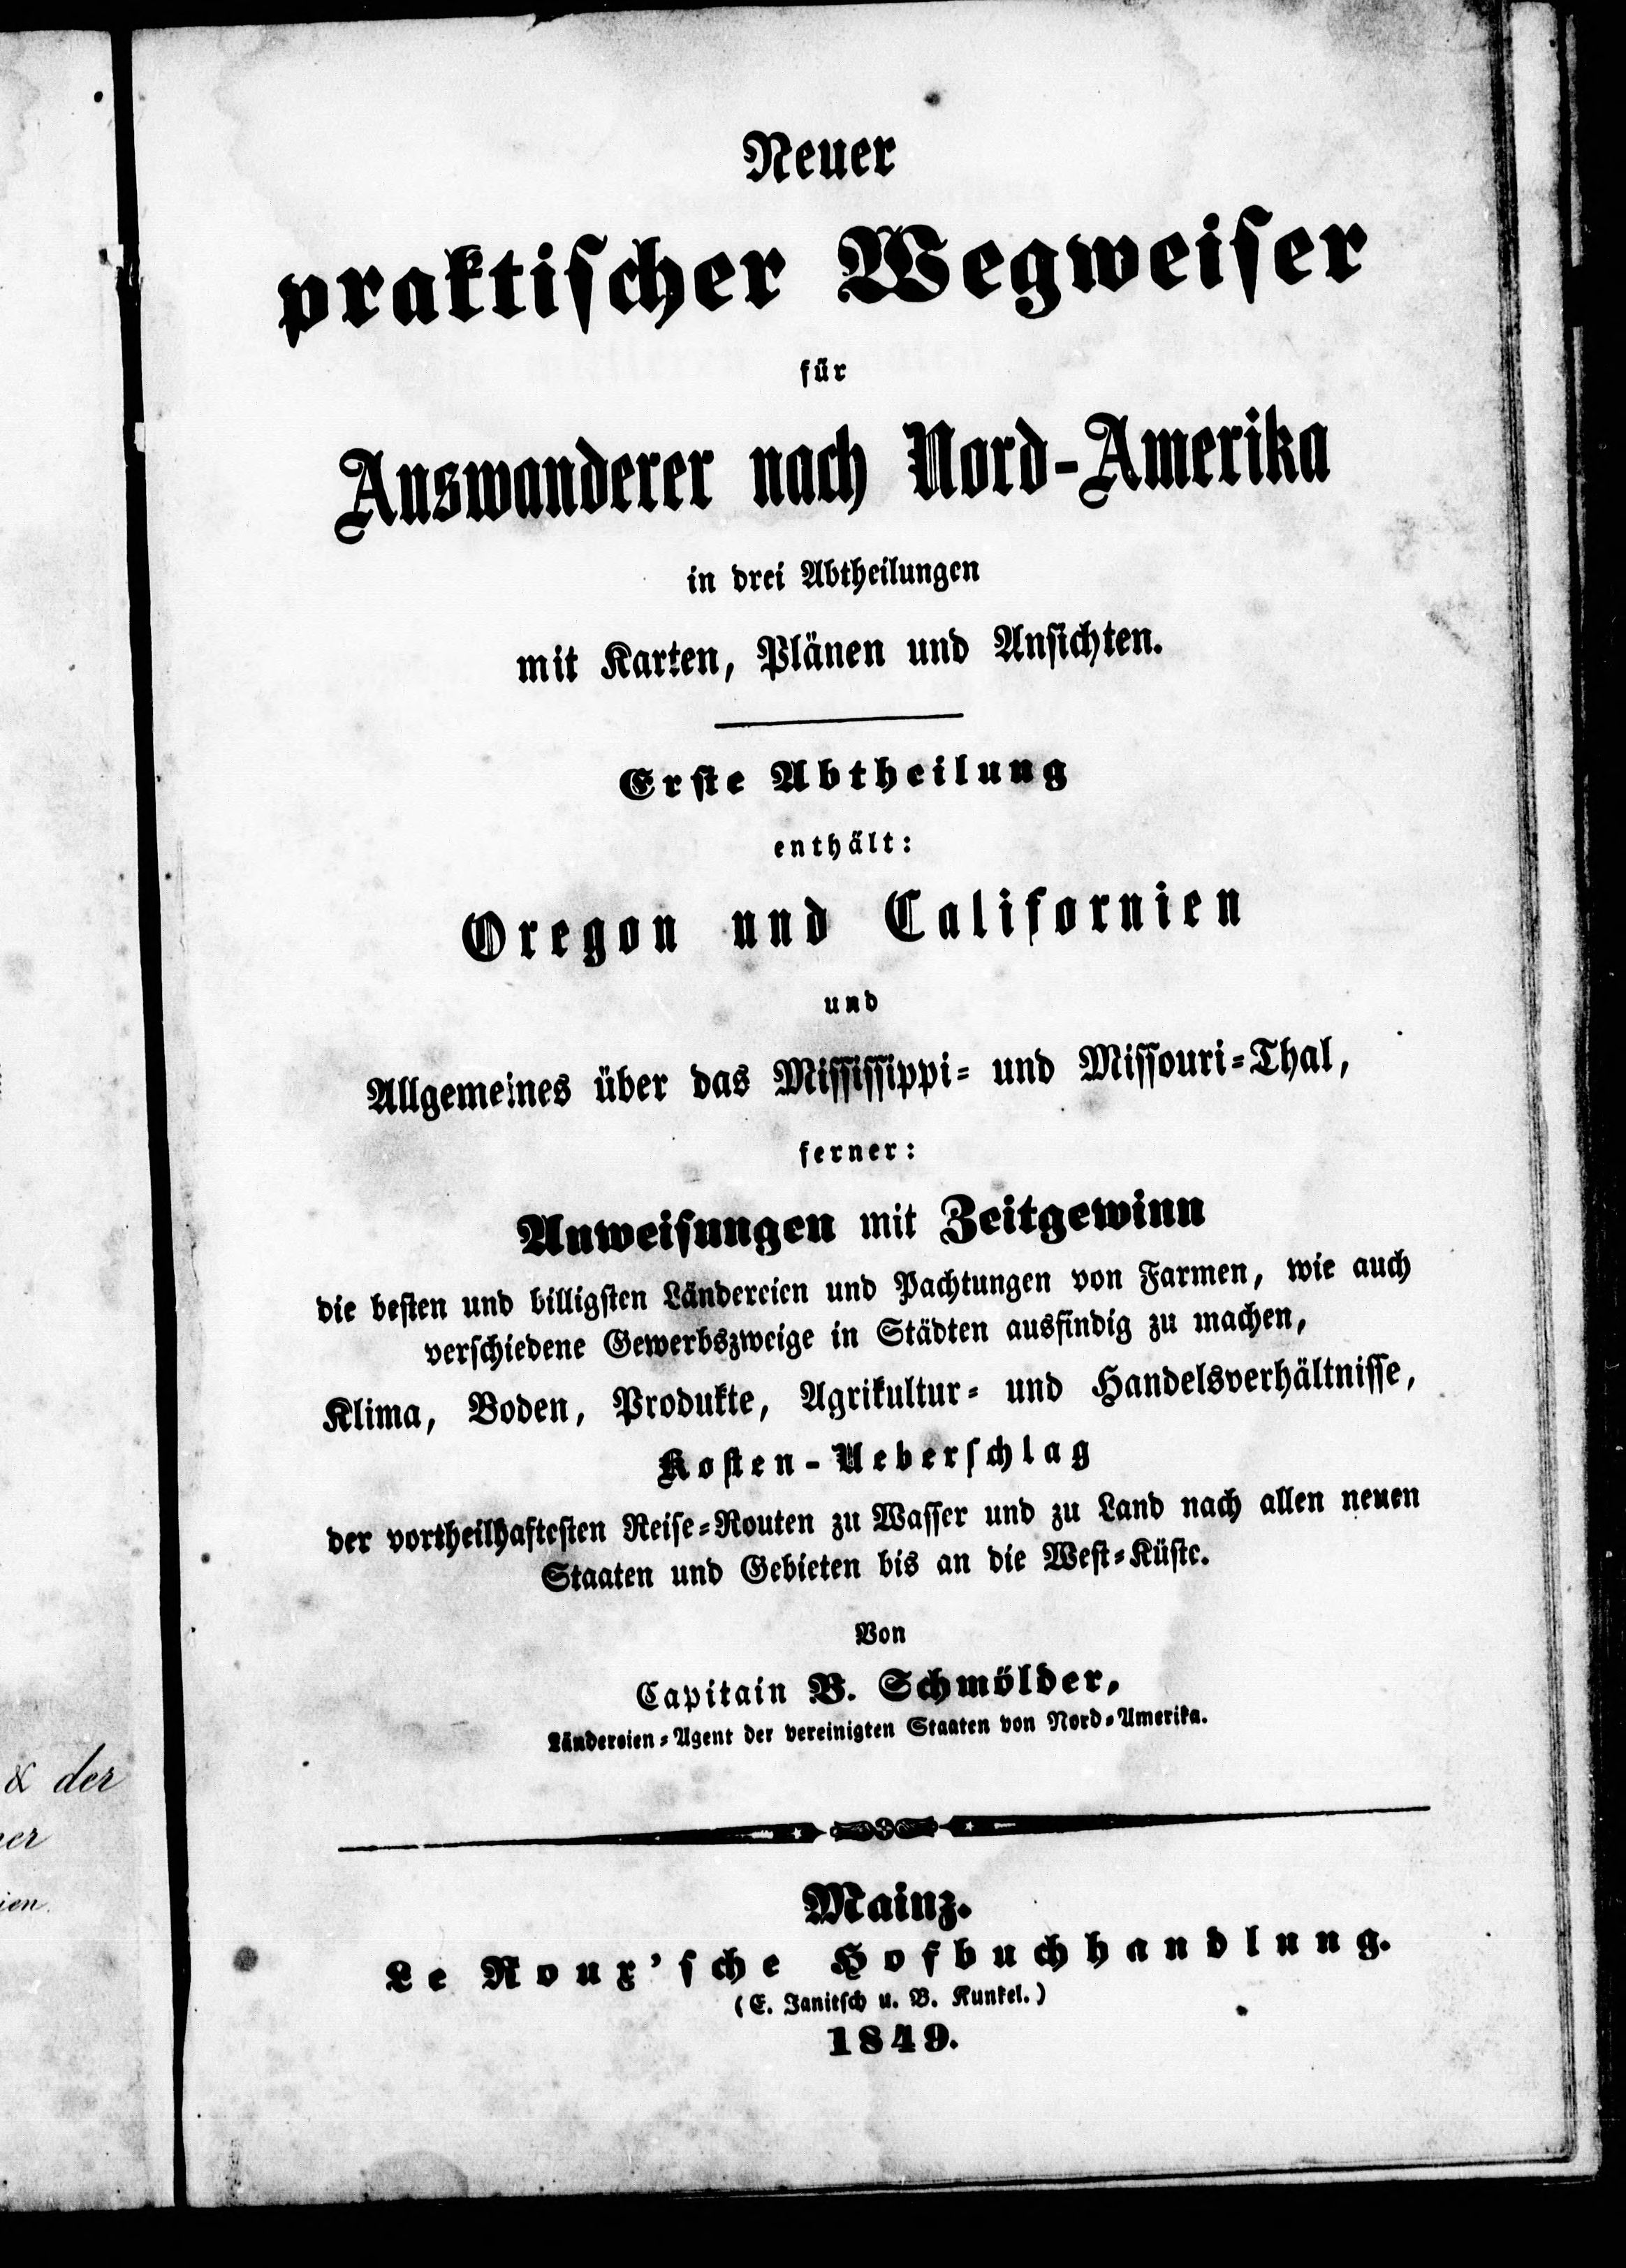 Neuer
praktischer Wegweiser
für
Auswanderer nach Nord-Amerika
in drei Abtheilungen
mit Karten, Plänen und Ansichten.
Erste Abtheilung
enthält:
Oregon und Californien
und
Allgemeines über das Mississippi- und Missouri-Thal,
ferner:
Anweisungen mit Zeitgewinn
die besten und billigsten Ländereien und Pachtungen von Farmen, wie auch
verschiedene Gewerbszweige in Städten ausfindig zu machen,
Klima, Boden, Produkte, Agrikultur- und Handelsverhältnisse,
Kosten-Ueberschlag
der vortheilhaftesten Reise-Routen zu Wasser und zu Land nach allen neuen
Staaten und Gebieten bis an die West-Küste.
Von
Capitain B. Schmölder,
Ländereien-Agent der vereinigten Staaten von Nord-Amerika.
& der
Mainz.
Le Roux'sche Hofbuchhandlung.
(E. Janitsch u. B. Kunkel.)
1849.